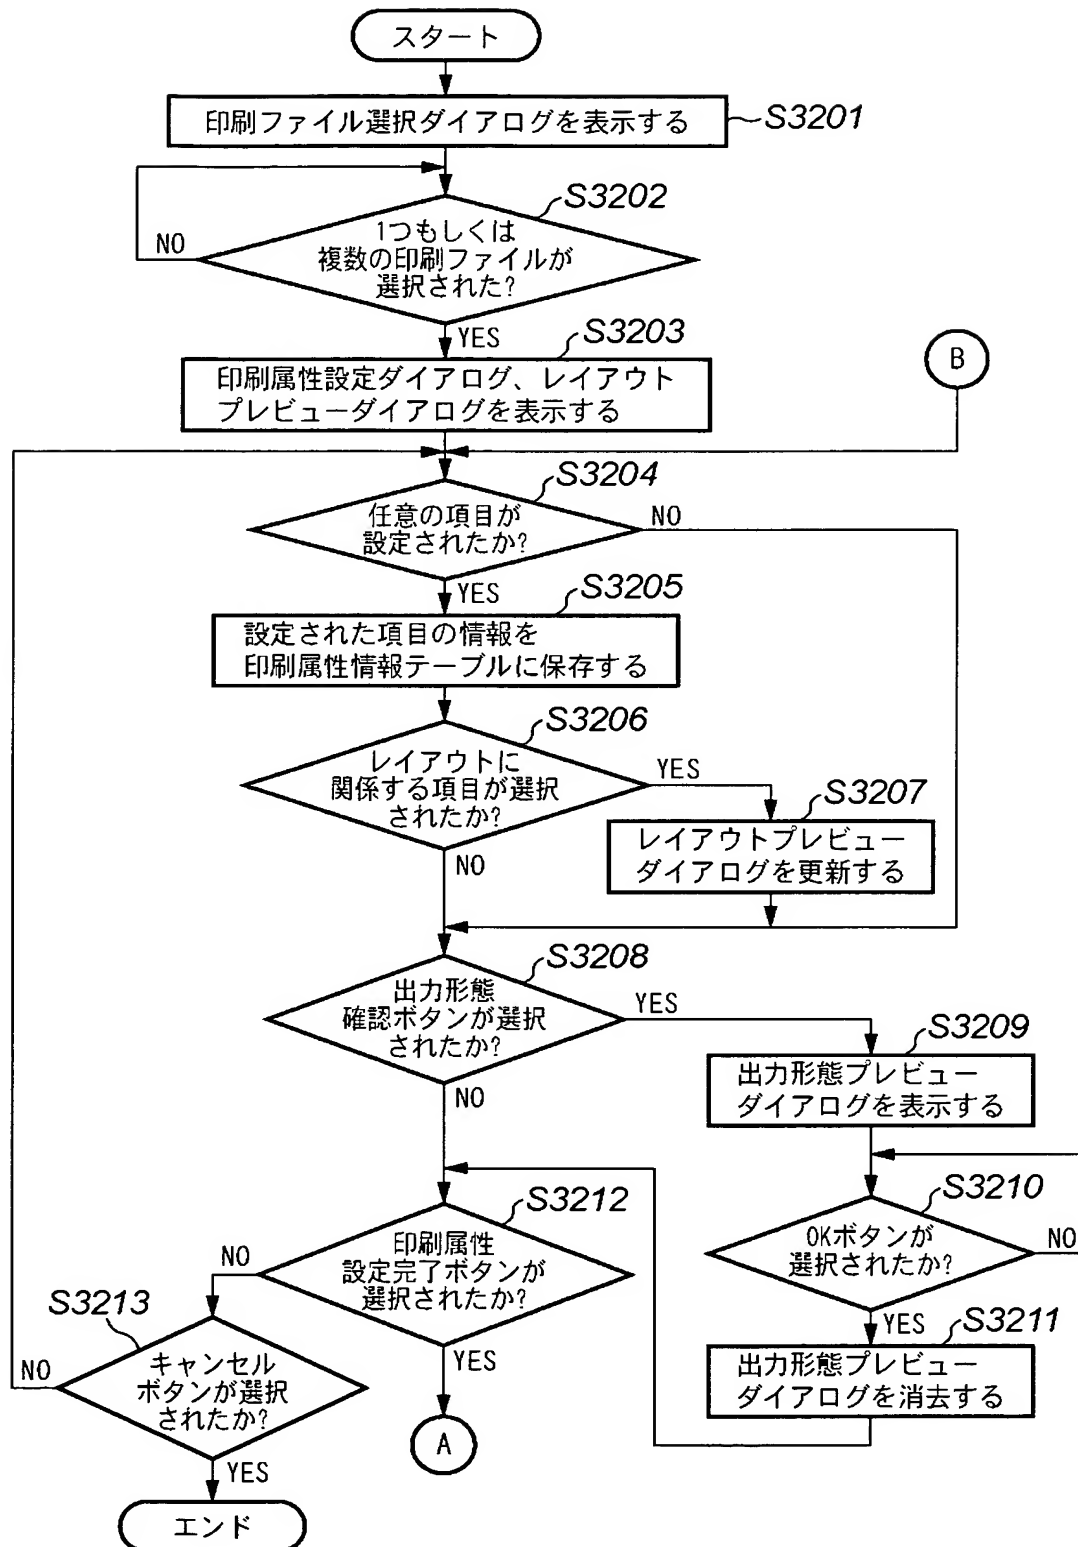 スタート
印刷ファイル選択ダイアログを表示する
S3201
S3202
1つもしくは
複数の印刷ファイルが
選択された?
NO
YES
S3203
印刷属性設定ダイアログ、レイアウト
プレビューダイアログを表示する
B
S3204
任意の項目が
設定されたか?
NO
YES
S3205
設定された項目の情報を
印刷属性情報テーブルに保存する
S3206
レイアウトに
関係する項目が選択
されたか?
YES
NO
S3207
レイアウトプレビュー
ダイアログを更新する
S3208
出力形態
確認ボタンが選択
されたか?
YES
NO
S3209
出力形態プレビュー
ダイアログを表示する
S3210
OKボタンが
選択されたか?
NO
YES
S3211
出力形態プレビュー
ダイアログを消去する
S3212
印刷属性
設定完了ボタンが
選択されたか?
NO
YES
A
S3213
キャンセル
ボタンが選択
されたか?
NO
YES
エンド